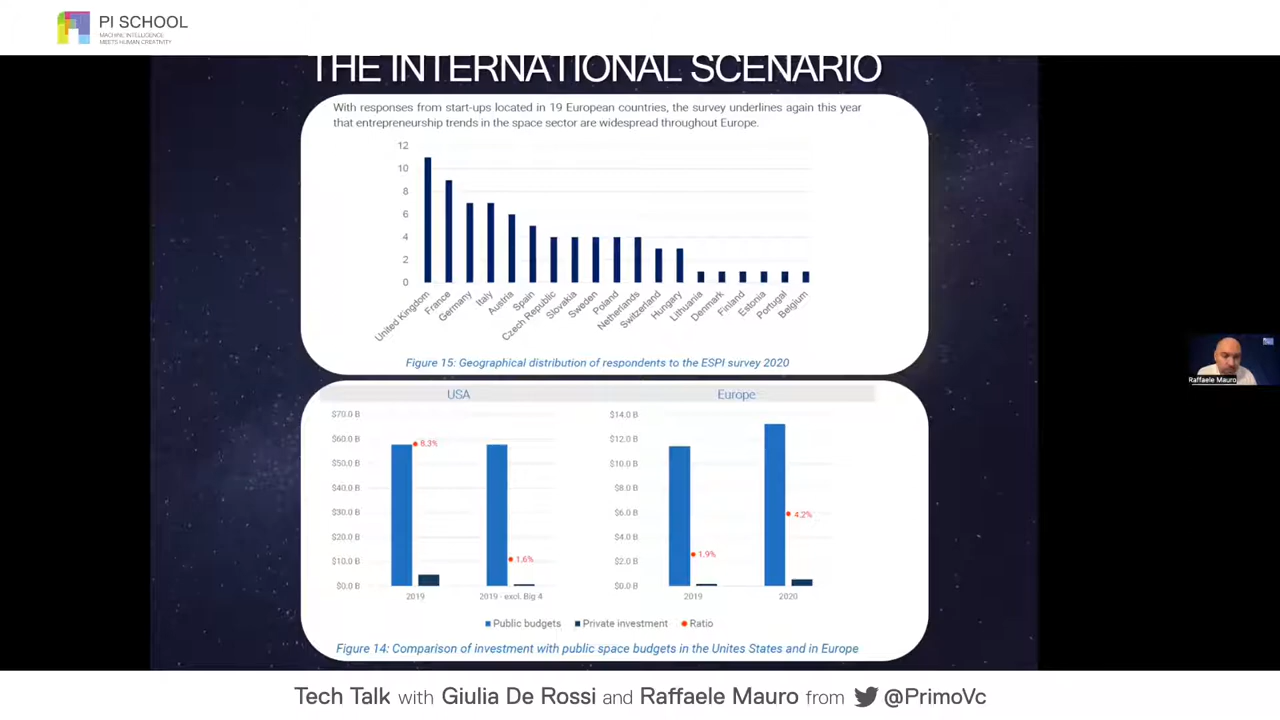 PI SCHOOL
MACHINE INTELLIGENCE
MEETS HUMAN CREATIVITY
THE INTERNATIONAL SCENARIO
With responses from start-ups located in 19 European countries, the survey underlines again this year
that entrepreneurship trends in the space sector are widespread throughout Europe.
12
10
8
6
4
2
0
United Kingdom
France
Germany
Italy
Austria
Spain
Czech Republic
Slovakia
Sweden
Poland
Netherlands
Switzerland
Hungary
Lithuania
Denmark
Finland
Estonia
Portugal
Belgium
Figure 15: Geographical distribution of respondents to the ESPI survey 2020
USA
$70.0 B
$60.0 B
$50.0 B
$40.0 B
$30.0 B
$20.0 B
$10.0 B
$0.0 B
8.3%
1.6%
2019
2019 - excl. Big 4
Europe
$14.0 B
$12.0 B
$10.0 B
$8.0 B
$6.0 B
$4.0 B
$2.0 B
$0.0 B
1.9%
4.2%
2019
2020
Public budgets
Private investment
Ratio
Figure 14: Comparison of investment with public space budgets in the Unites States and in Europe
Raffaele Mauro
Tech Talk with Giulia De Rossi and Raffaele Mauro from @PrimoVc